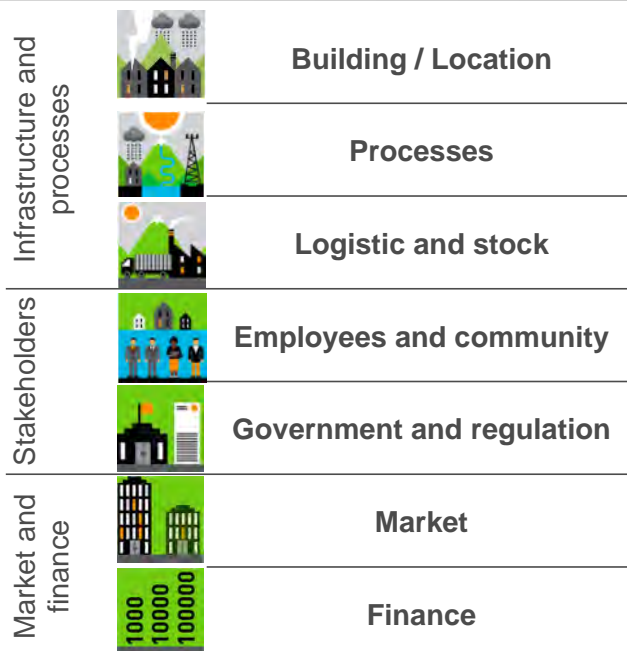 Infrastructure and
processes
Building / Location
Processes
Logistic and stock
Stakeholders
Employees and community
Government and regulation
Market and
finance
Market
1000
10000
100000
Finance